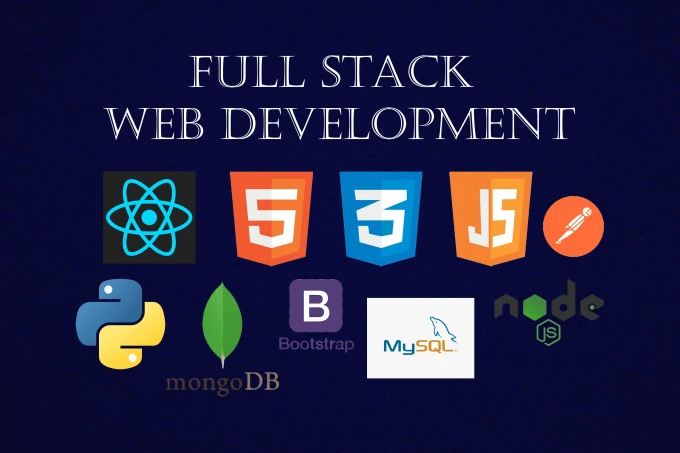 FULL STACK
WEB DEVELOPMENT
5
3
JS
mongoDB
B
Bootstrap
MySQL
node
JS